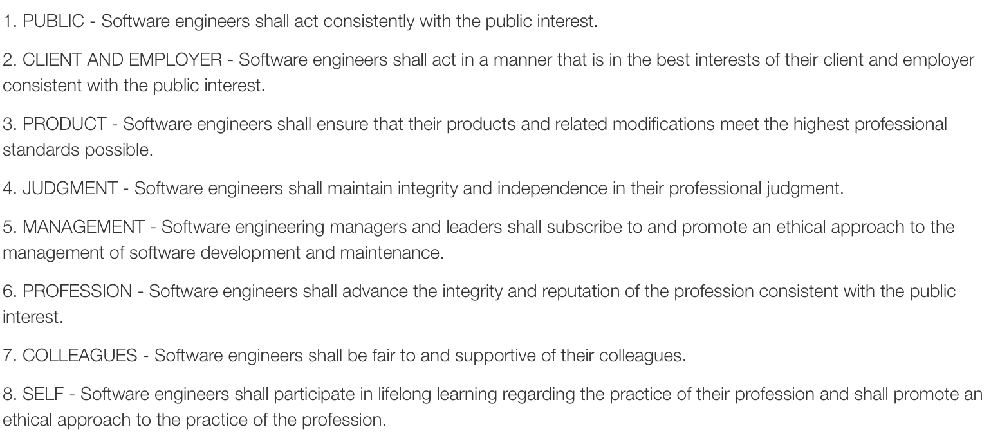 1. PUBLIC - Software engineers shall act consistently with the public interest.
2. CLIENT AND EMPLOYER - Software engineers shall act in a manner that is in the best interests of their client and employer
consistent with the public interest.
3. PRODUCT - Software engineers shall ensure that their products and related modifications meet the highest professional
standards possible.
4. JUDGMENT - Software engineers shall maintain integrity and independence in their professional judgment.
5. MANAGEMENT - Software engineering managers and leaders shall subscribe to and promote an ethical approach to the
management of software development and maintenance.
6. PROFESSION - Software engineers shall advance the integrity and reputation of the profession consistent with the public
interest.
7. COLLEAGUES - Software engineers shall be fair to and supportive of their colleagues.
8. SELF - Software engineers shall participate in lifelong learning regarding the practice of their profession and shall promote an
ethical approach to the practice of the profession.